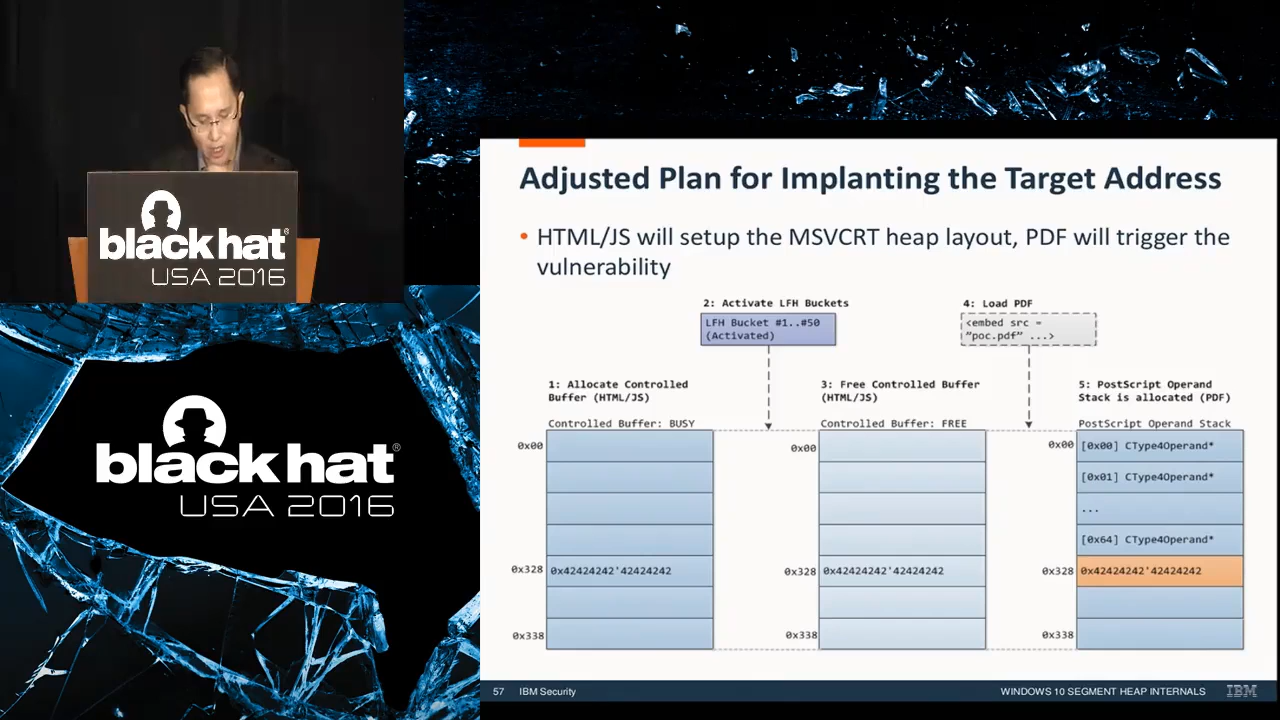 black hat®
USA 2016
black hat®
USA 2016
Adjusted Plan for Implanting the Target Address
• HTML/JS will setup the MSVCRT heap layout, PDF will trigger the
vulnerability
2: Activate LFH Buckets
LFH Bucket #1..#50
(Activated)
4: Load PDF
<embed src =
"poc.pdf" ...>
1: Allocate Controlled
Buffer (HTML/JS)
Controlled Buffer: BUSY
0x00
0x328
0x42424242'42424242
0x338
3: Free Controlled Buffer
(HTML/JS)
Controlled Buffer: FREE
0x00
0x328
0x42424242'42424242
0x338
5: PostScript Operand
Stack is allocated (PDF)
PostScript Operand Stack
0x00
[0x00] CType4Operand*
[0x01] CType4Operand*
...
[0x64] CType4Operand*
0x328
0x42424242'42424242
0x338
57
IBM Security
WINDOWS 10 SEGMENT HEAP INTERNALS
IBM